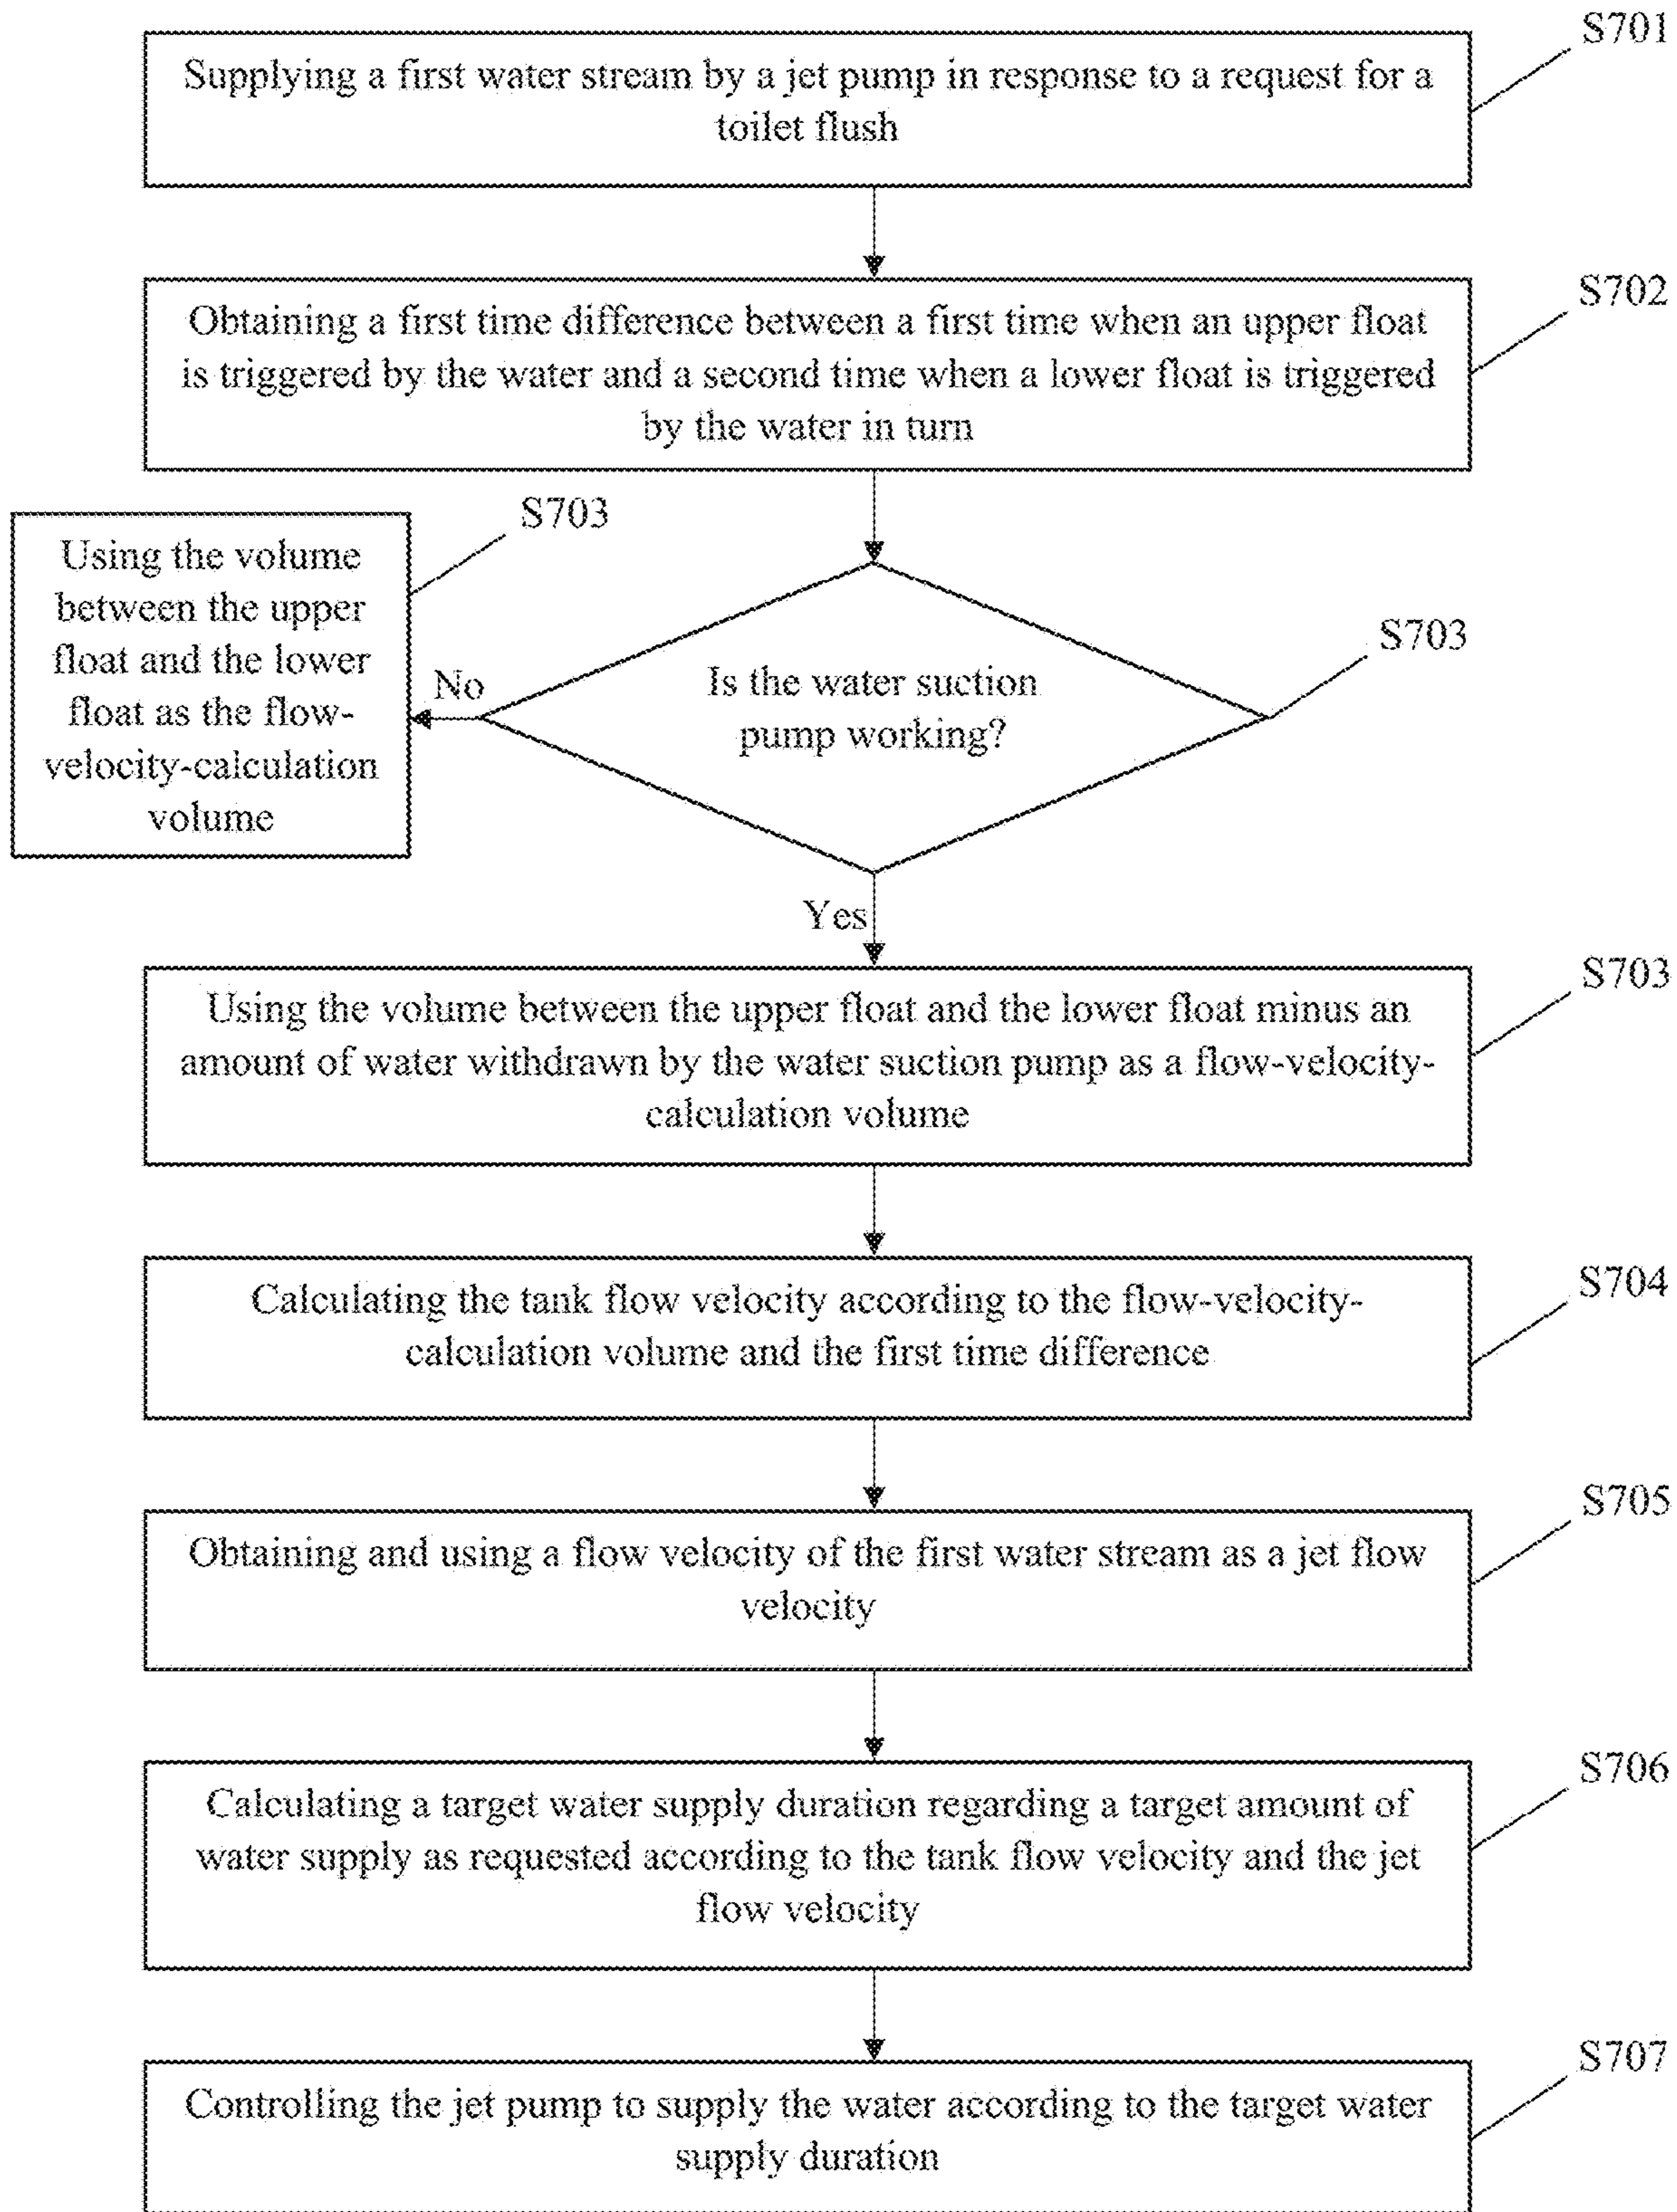 S701
Supplying a first water stream by a jet pump in response to a request for a
toilet flush
S702
Obtaining a first time difference between a first time when an upper float
is triggered by the water and a second time when a lower float is triggered
by the water in turn
S703
Using the volume
between the upper
float and the lower
float as the flow-
velocity-calculation
volume
No
S703
Is the water suction
pump working?
Yes
S703
Using the volume between the upper float and the lower float minus an
amount of water withdrawn by the water suction pump as a flow-velocity-
calculation volume
S704
Calculating the tank flow velocity according to the flow-velocity-
calculation volume and the first time difference
S705
Obtaining and using a flow velocity of the first water stream as a jet flow
velocity
S706
Calculating a target water supply duration regarding a target amount of
water supply as requested according to the tank flow velocity and the jet
flow velocity
S707
Controlling the jet pump to supply the water according to the target water
supply duration